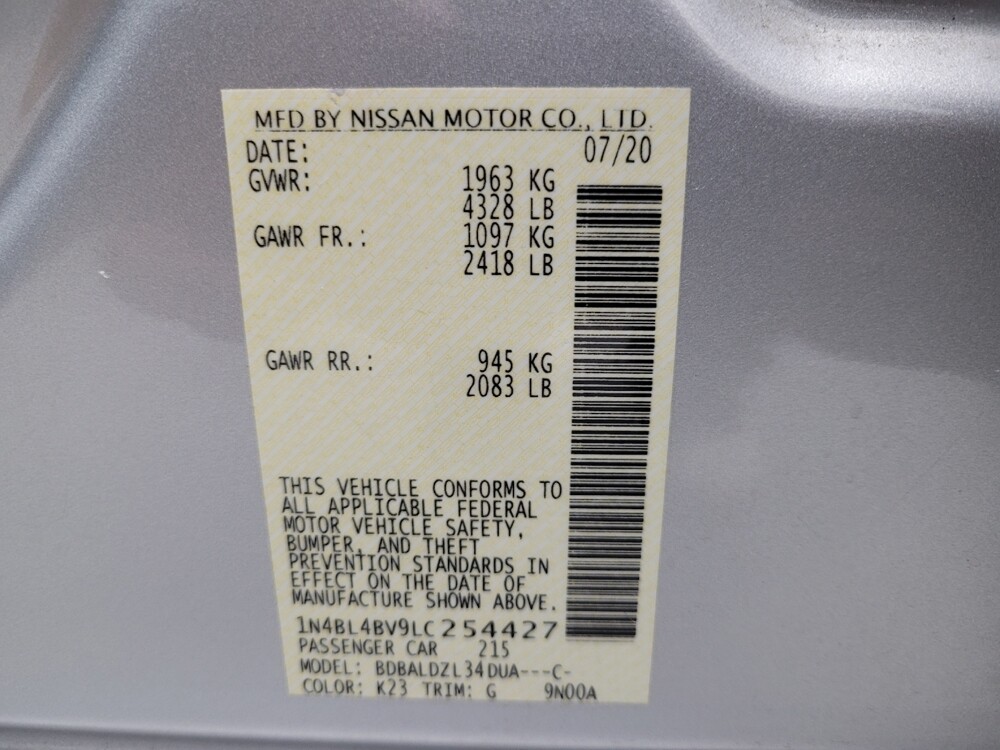 MFD BY NISSAN MOTOR CO., LTD.
DATE: 07/20
GVWR: 1963 KG
4328 LB
GAWR FR.: 1097 KG
2418 LB
GAWR RR.: 945 KG
2083 LB
THIS VEHICLE CONFORMS TO
ALL APPLICABLE FEDERAL
MOTOR VEHICLE SAFETY,
BUMPER, AND THEFT
PREVENTION STANDARDS IN
EFFECT ON THE DATE OF
MANUFACTURE SHOWN ABOVE.
1N4BL4BV9LC254427
PASSENGER CAR 215
MODEL: BDBALDZL34DUA---C-
COLOR: K23 TRIM: G 9N00A